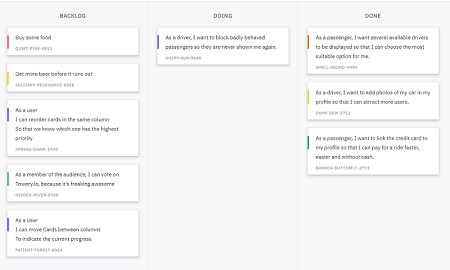 BACKLOG
Buy some food
QUIET-PINE-5512
Get more beer before it runs out
SOLITARY-RESONANCE-8086
As a user
I can reorder cards in the same column
So that we know which one has the highest
priority
SPRING-DAWN-1595
As a member of the audience, I can vote on
Towery.io, because it's freaking awesome
HIDDEN-RIVER-8760
As a User
I can move Cards between columns
To indicate the current progress
PATIENT-FOREST-8264
DOING
As a driver, I want to block badly behaved
passengers so they are never shown me again.
WISPY-SUN-9640
DONE
As a passenger, I want several available drivers
to be displayed so that I can choose the most
suitable option for me.
SMALL-SOUND-4494
As a driver, I want to add photos of my car in my
profile so that I can attract more users.
DAMP-DEW-2712
As a passenger, I want to link the credit card to
my profile so that I can pay for a ride faster,
easier and without cash.
BROKEN-BUTTERFLY-2773